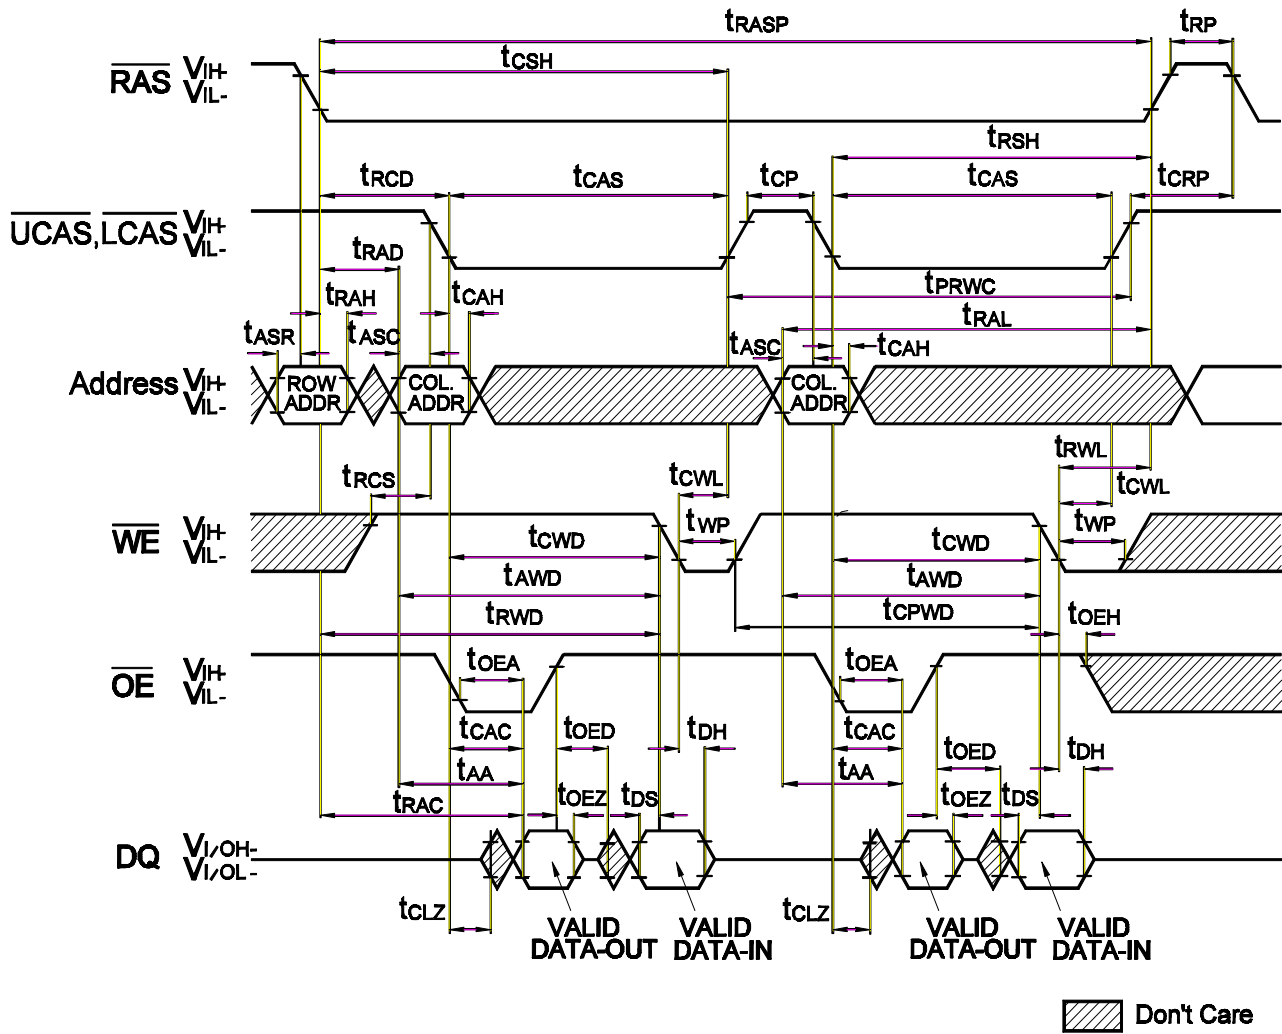 tRASP tRP
tCSH
RAS VIH-
VIL-
tRSH
tRCD tCAS tCP tCAS tCRP
UCAS, LCAS VIH-
VIL-
tRAD
tPRWC
tRAH tCAH
tRAL
tASR tASC tASC tCAH
Address VIH-
VIL-
ROW ADDR
COL. ADDR
COL. ADDR
tRWL
tRCS tCWL tCWL
tWP tWP
WE VIH-
VIL-
tCWD tCWD
tAWD tAWD
tRWD tCPWD
tOEH
OE VIH-
VIL-
tOEA tOEA
tCAC tOED tDH tCAC tOED tDH
tAA tAA
tRAC tOEZ tDS tOEZ tDS
DQ VI/OH-
VI/OL-
tCLZ tCLZ
VALID DATA-OUT
VALID DATA-IN
VALID DATA-OUT
VALID DATA-IN
Don't Care